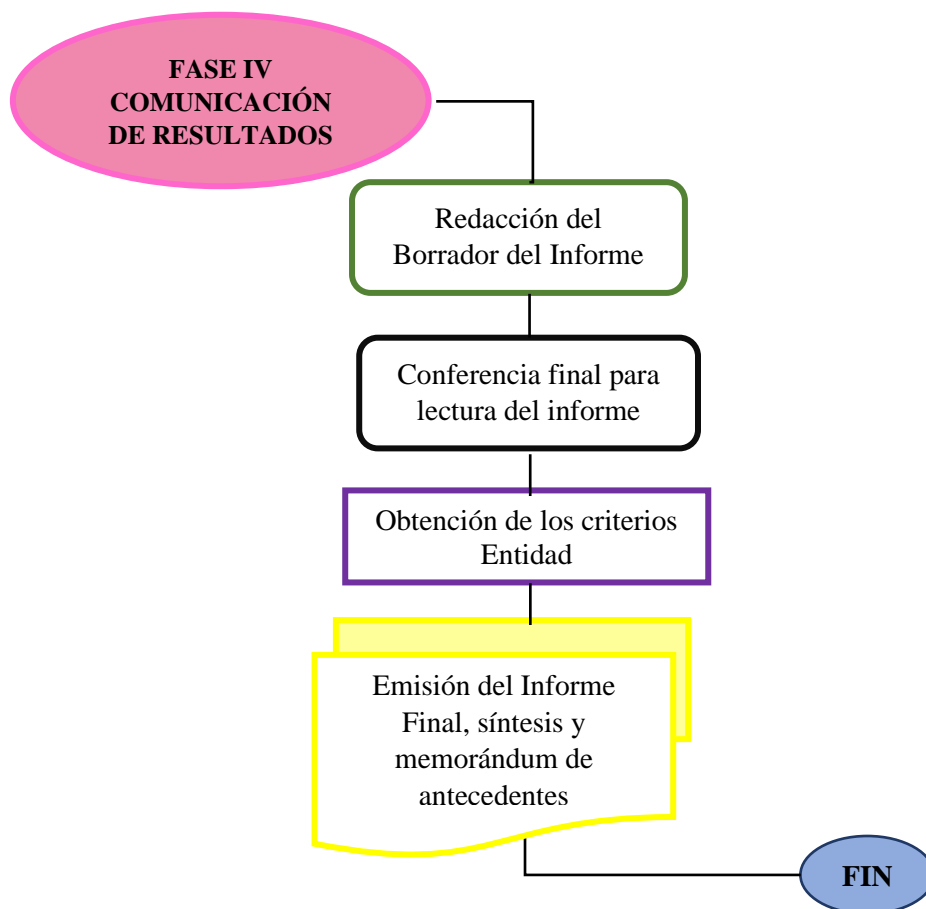 FASE IV
COMUNICACIÓN
DE RESULTADOS
Redacción del
Borrador del Informe
Conferencia final para
lectura del informe
Obtención de los criterios
Entidad
Emisión del Informe
Final, síntesis y
memorándum de
antecedentes
FIN